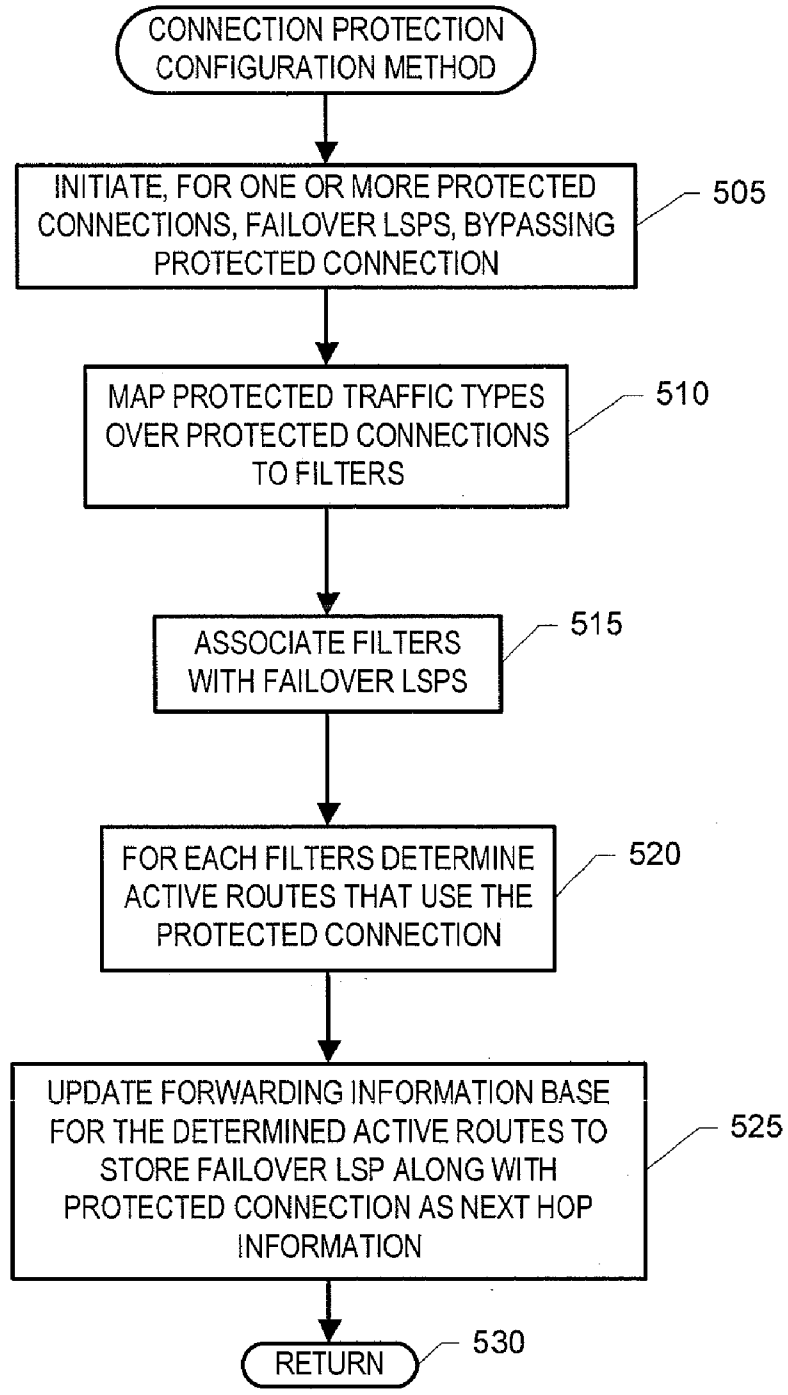 CONNECTION PROTECTION
CONFIGURATION METHOD
INITIATE, FOR ONE OR MORE PROTECTED
CONNECTIONS, FAILOVER LSPS, BYPASSING
PROTECTED CONNECTION
505
MAP PROTECTED TRAFFIC TYPES
OVER PROTECTED CONNECTIONS
TO FILTERS
510
ASSOCIATE FILTERS
WITH FAILOVER LSPS
515
FOR EACH FILTERS DETERMINE
ACTIVE ROUTES THAT USE THE
PROTECTED CONNECTION
520
UPDATE FORWARDING INFORMATION BASE
FOR THE DETERMINED ACTIVE ROUTES TO
STORE FAILOVER LSP ALONG WITH
PROTECTED CONNECTION AS NEXT HOP
INFORMATION
525
RETURN
530